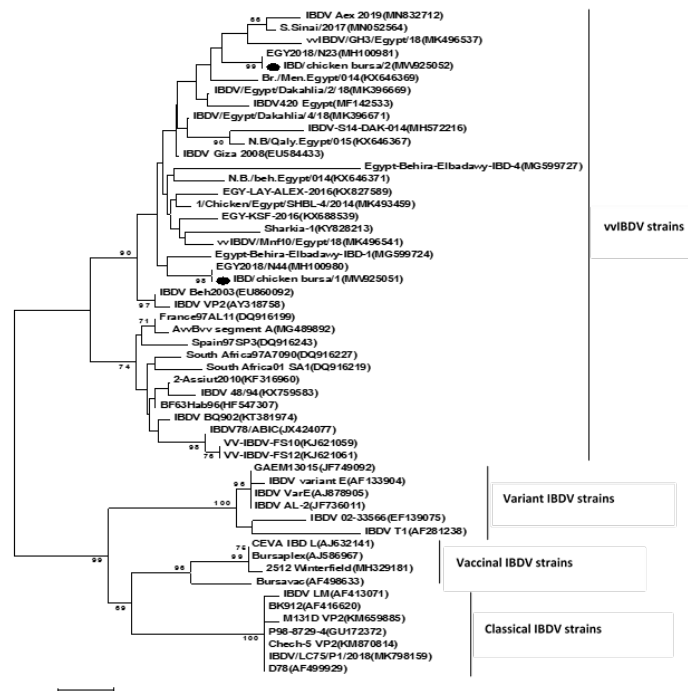 IBDV Aex 2019(MN832712)
66
S.Sinai/2017(MN052564)
vvIBDV/GH3/Egypt/18(MK496537)
EGY2018/N23(MH100981)
99
IBD/chicken bursa/2(MW925052)
Br./Men.Egypt/014(KX646369)
IBDV/Egypt/Dakahlia/2/18(MK396669)
IBDV420 Egypt(MF142533)
IBDV/Egypt/Dakahlia/4/18(MK396671)
IBDV-S14-DAK-014(MH572216)
90
N.B/Qaly.Egypt/015(KX646367)
IBDV Giza 2008(EU584433)
Egypt-Behira-Elbadawy-IBD-4(MG599727)
N.B./beh.Egypt/014(KX646371)
EGY-LAY-ALEX-2016(KX827589)
1/Chicken/Egypt/SHBL-4/2014(MK493459)
EGY-KSF-2016(KX688539)
vvIBDV strains
Sharkia-1(KY828213)
vvIBDV/Mnf10/Egypt/18(MK496541)
90
Egypt-Behira-Elbadawy-IBD-1(MG599724)
EGY2018/N44(MH100980)
98
IBD/chicken bursa/1(MW925051)
IBDV Beh2003(EU860092)
97
IBDV VP2(AY318758)
France97AL11(DQ916199)
71
AvvBvv segment A(MG489892)
Spain97SP3(DQ916243)
74
South Africa97A7090(DQ916227)
South Africa01 SA1(DQ916219)
2-Assiut2010(KF316960)
IBDV 48/94(KX759583)
BF63Hab96(HF547307)
IBDV BQ902(KT381974)
IBDV78/ABIC(JX424077)
98
VV-IBDV-FS10(KJ621059)
76
VV-IBDV-FS12(KJ621061)
GAEM13015(JF749092)
96
IBDV variant E(AF133904)
IBDV VarE(AJ878905)
Variant IBDV strains
100
IBDV AL-2(JF736011)
IBDV 02-33566(EF139075)
IBDV T1(AF281238)
CEVA IBD L(AJ632141)
76
99
Bursaplex(AJ586967)
Vaccinal IBDV strains
99
96
2512 Winterfield(MH329181)
Bursavac(AF498633)
IBDV LM(AF413071)
69
BK912(AF416620)
M131D VP2(KM659885)
Classical IBDV strains
100
P98-8729-4(GU172372)
Chech-5 VP2(KM870814)
IBDV/LC75/P1/2018(MK798159)
D78(AF499929)